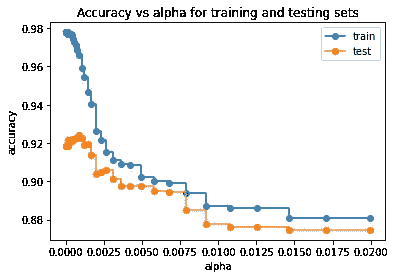 Accuracy vs alpha for training and testing sets
train
test
accuracy
0.98
0.96
0.94
0.92
0.90
0.88
0.0000 0.0025 0.0050 0.0075 0.0100 0.0125 0.0150 0.0175 0.0200
alpha